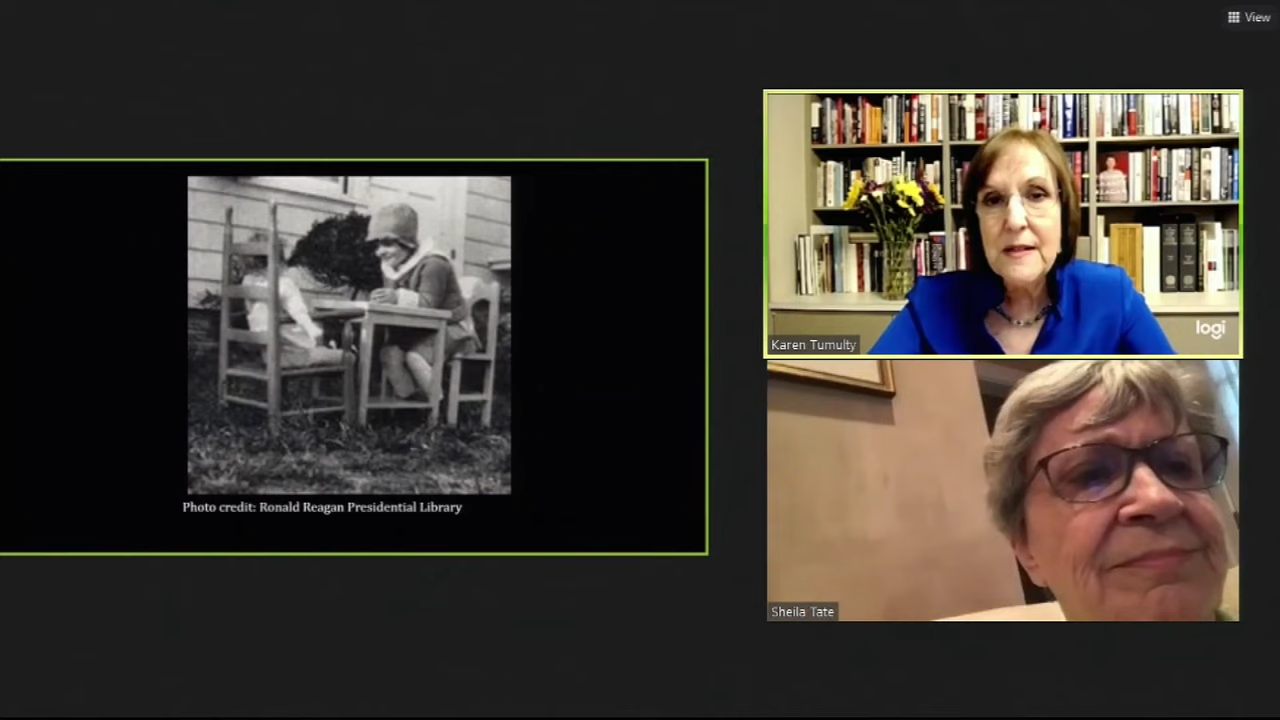 View
Photo credit: Ronald Reagan Presidential Library
Karen Tumulty
logi
Sheila Tate